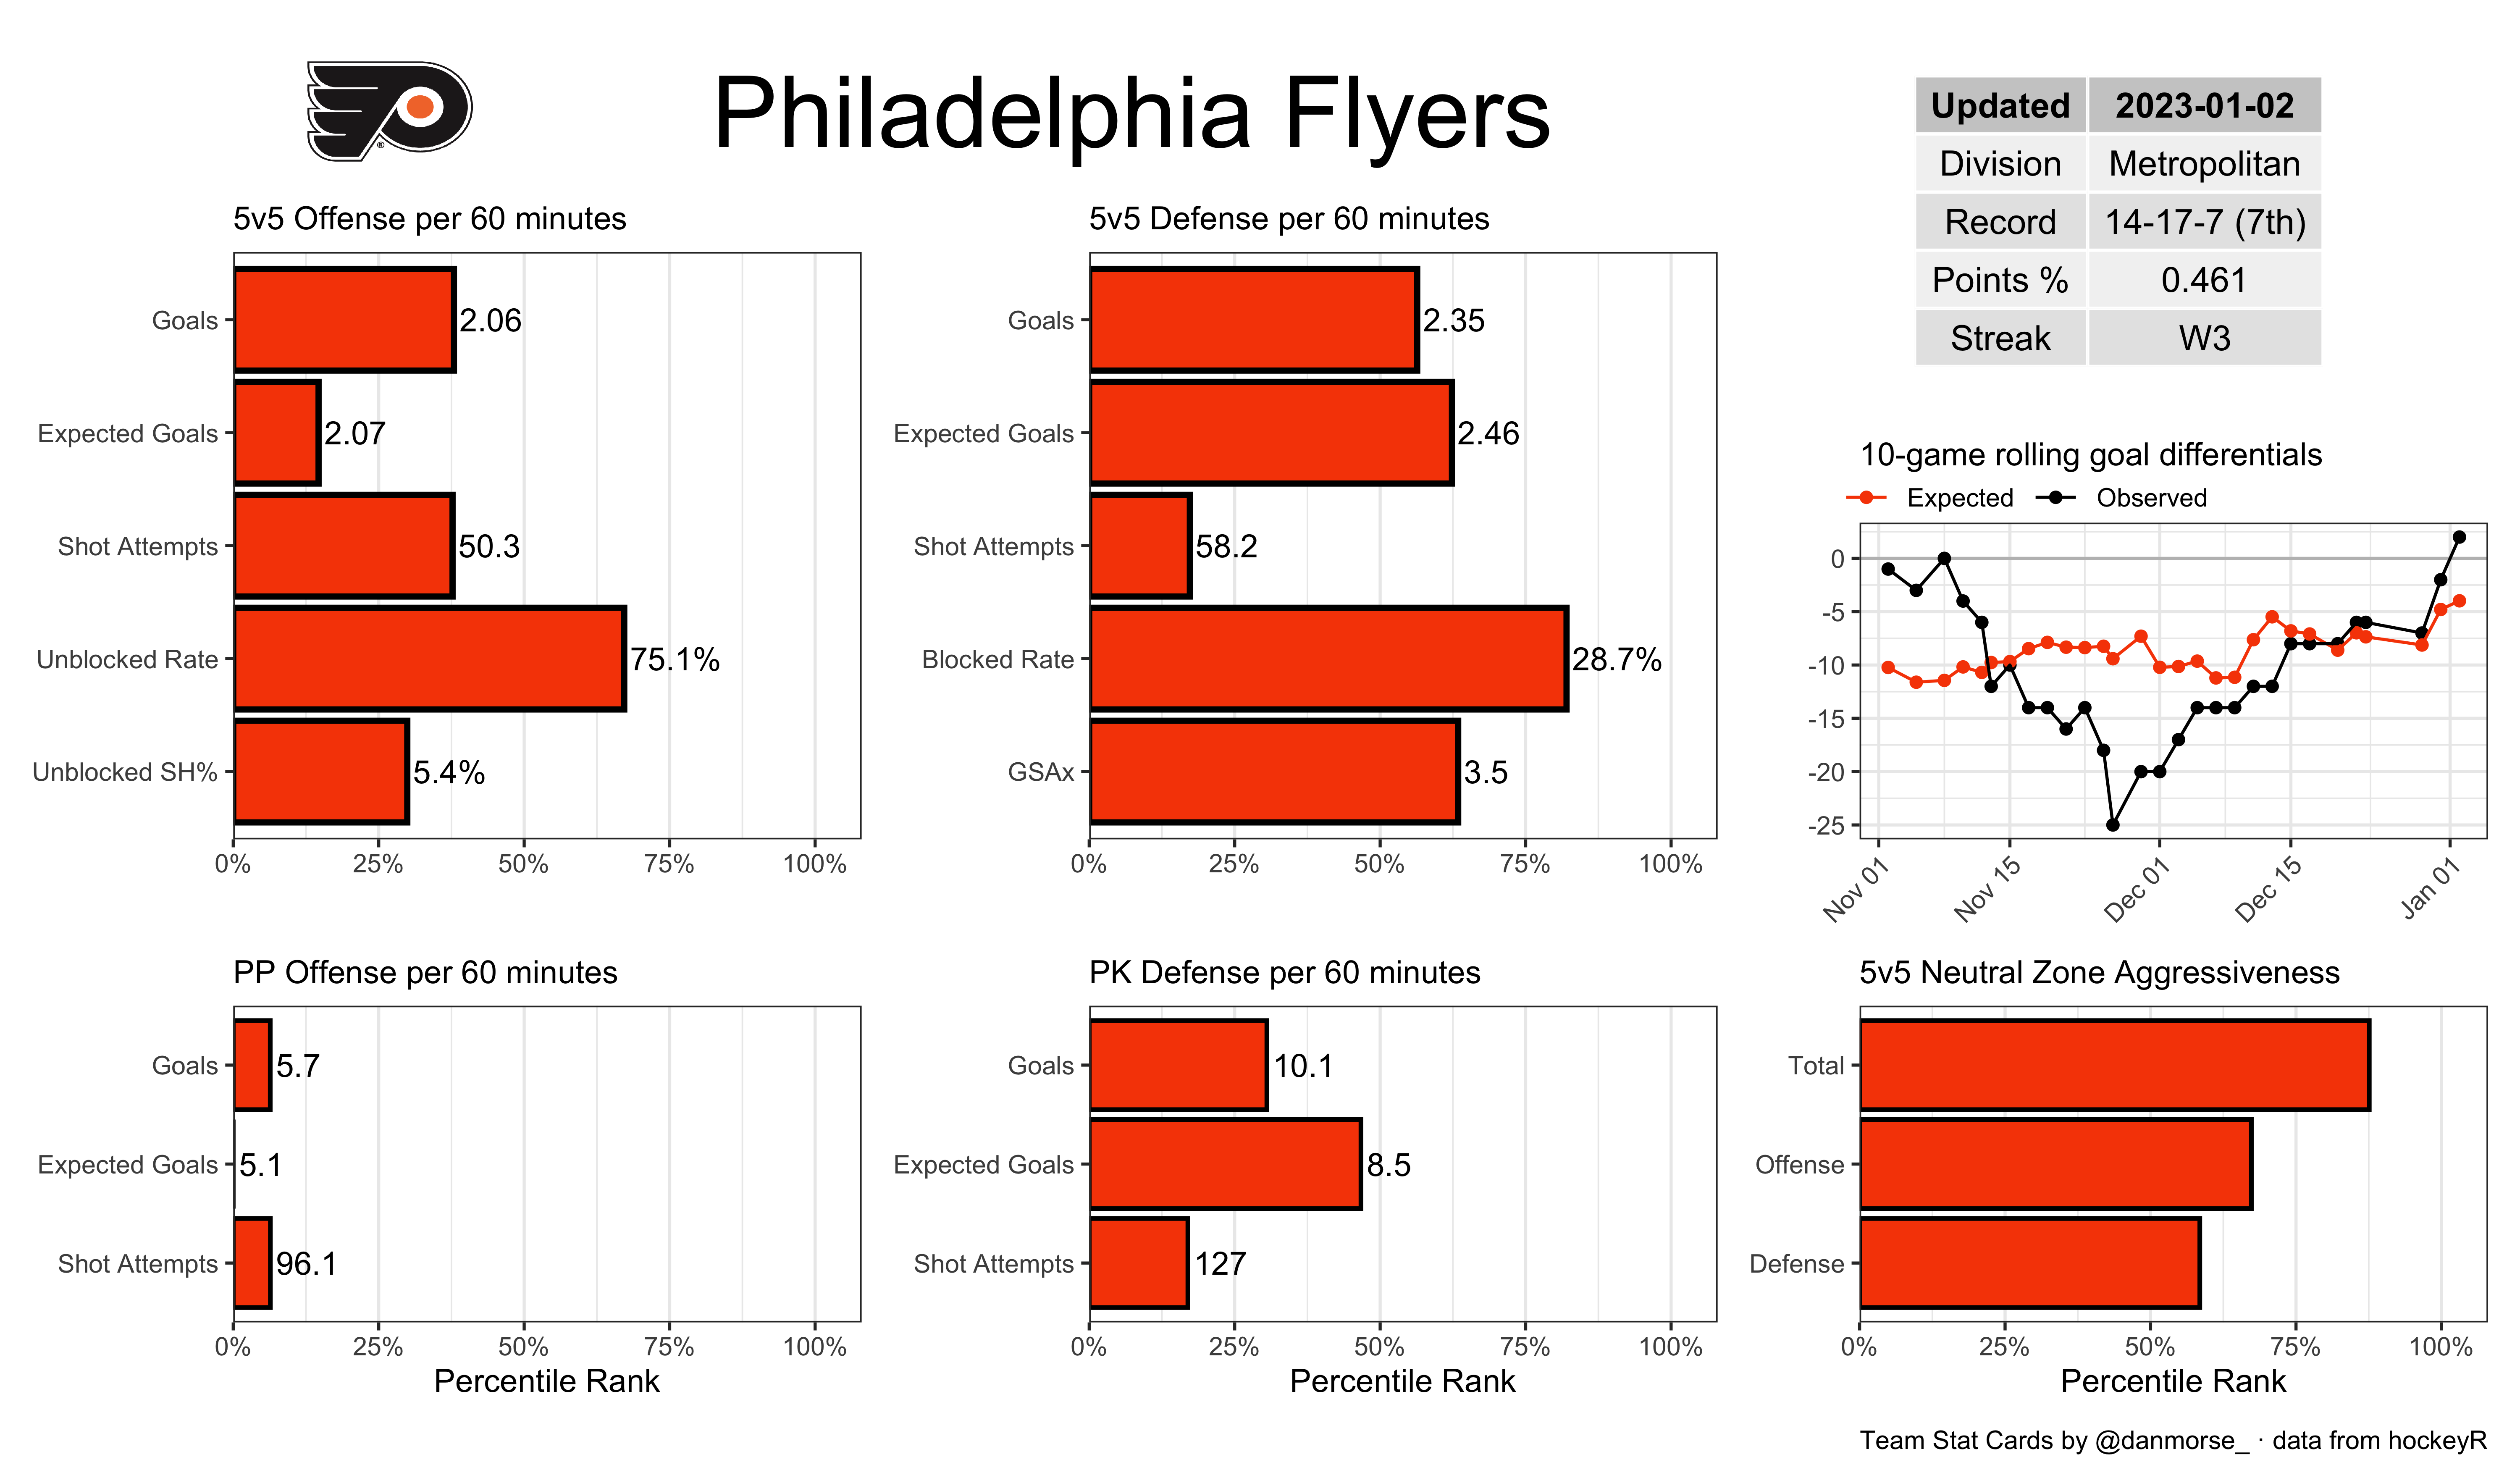 Philadelphia Flyers
Updated 2023-01-02
Division Metropolitan
Record 14-17-7 (7th)
Points % 0.461
Streak W3
5v5 Offense per 60 minutes
Goals 2.06
Expected Goals 2.07
Shot Attempts 50.3
Unblocked Rate 75.1%
Unblocked SH% 5.4%
0% 25% 50% 75% 100%
5v5 Defense per 60 minutes
Goals 2.35
Expected Goals 2.46
Shot Attempts 58.2
Blocked Rate 28.7%
GSAx 3.5
0% 25% 50% 75% 100%
10-game rolling goal differentials
Expected Observed
0
-5
-10
-15
-20
-25
Nov 01 Nov 15 Dec 01 Dec 15 Jan 01
PP Offense per 60 minutes
Goals 5.7
Expected Goals 5.1
Shot Attempts 96.1
0% 25% 50% 75% 100%
Percentile Rank
PK Defense per 60 minutes
Goals 10.1
Expected Goals 8.5
Shot Attempts 127
0% 25% 50% 75% 100%
Percentile Rank
5v5 Neutral Zone Aggressiveness
Total
Offense
Defense
0% 25% 50% 75% 100%
Percentile Rank
Team Stat Cards by @danmorse_ · data from hockeyR